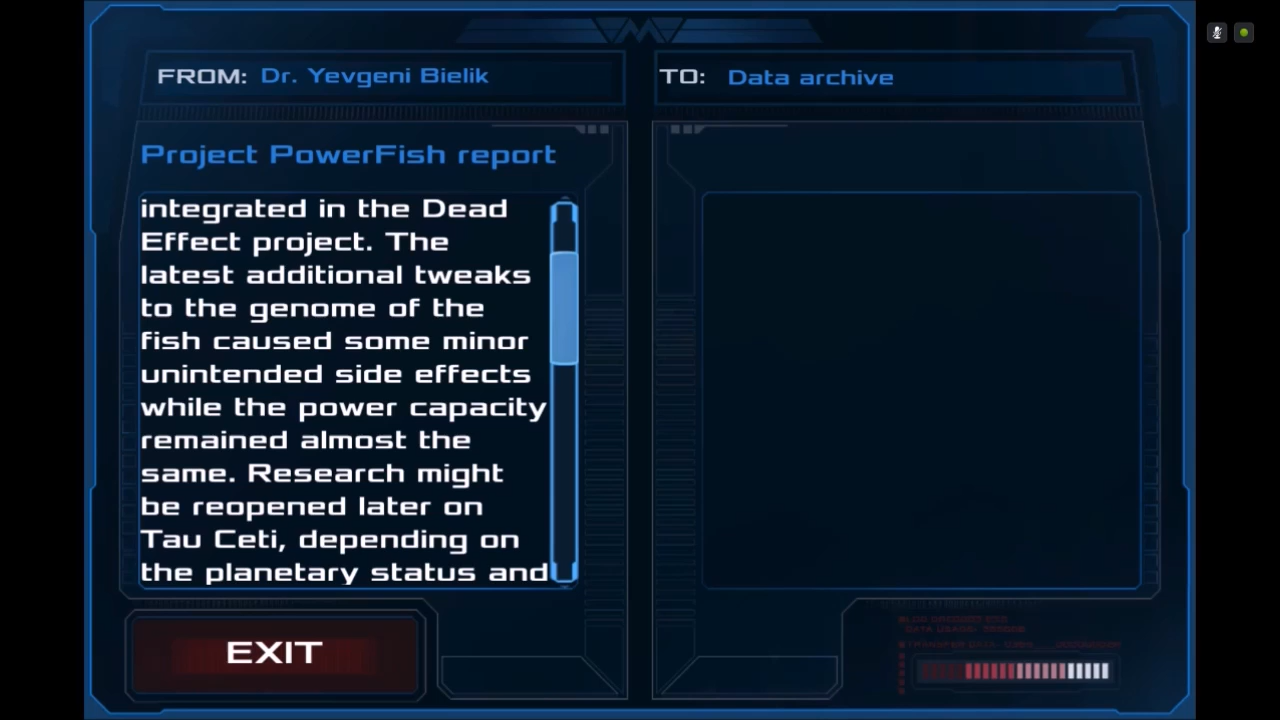 FROM: Dr. Yevgeni Bielik
TO: Data archive
Project PowerFish report
integrated in the Dead
Effect project. The
latest additional tweaks
to the genome of the
fish caused some minor
unintended side effects
while the power capacity
remained almost the
same. Research might
be reopened later on
Tau Ceti, depending on
the planetary status and
EXIT